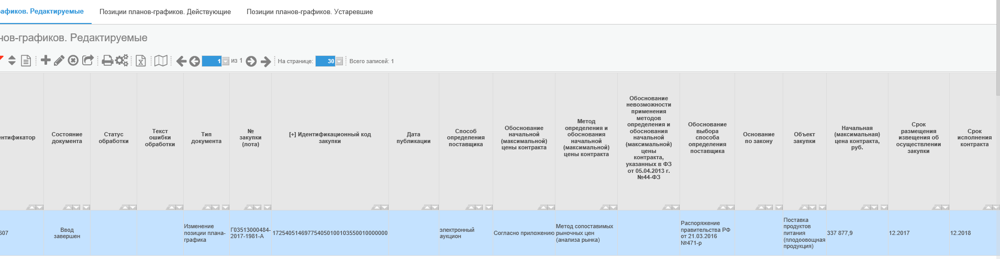 афиков. Редактируемые Позиции планов-графиков. Действующие Позиции планов-графиков. Устаревшие
нов-графиков. Редактируемые
1 из 1 На странице: 30 Всего записей: 1
ентификатор
Состояние
документа
Статус
обработки
Текст
ошибки
обработки
Тип
документа
№
закупки
(лота)
[+] Идентификационный код
закупки
Дата
публикации
Способ
определения
поставщика
Обоснование
начальной
(максимальной)
цены контракта
Метод
определения и
обоснования
начальной
(максимальной)
цены контракта
Обоснование
невозможности
применения
методов
определения и
обоснования
начальной
(максимальной)
цены
контракта,
указанных в ФЗ
от 05.04.2013 г.
№44-ФЗ
Обоснование
выбора
способа
определения
поставщика
Основание
по закону
Объект
закупки
Начальная
(максимальная)
цена контракта,
руб.
Срок
размещения
извещения об
осуществлении
закупки
Срок
исполнения
контракта
607
Ввод
завершен
Изменение
позиции плана-
графика
Г03513000484-
2017-1981-А
172540514697754050100103550010000000
электронный
аукцион
Согласно приложению
Метод сопоставимых
рыночных цен
(анализа рынка)
Распоряжение
правительства РФ
от 21.03.2016
№471-р
Поставка
продуктов
питания
(плодоовощная
продукция)
337 877,9
12.2017
12.2018